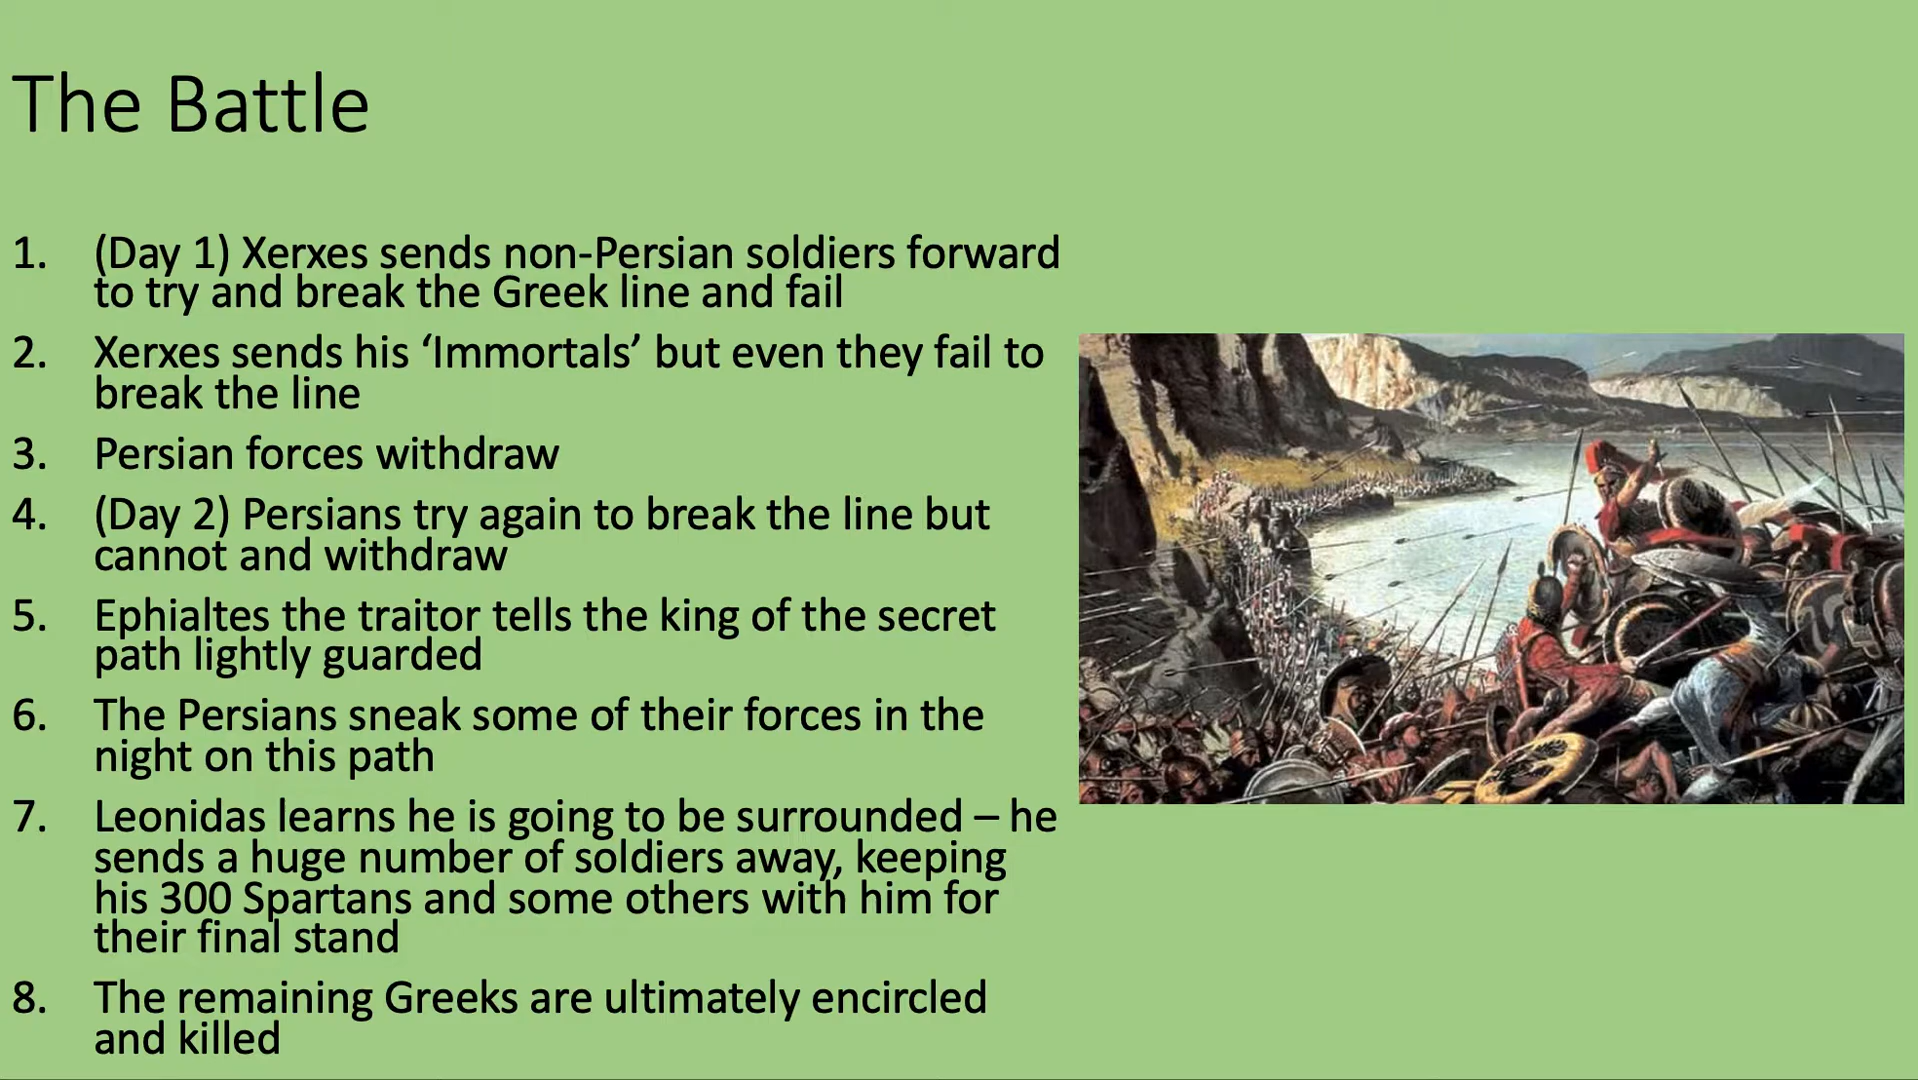 The Battle
1. (Day 1) Xerxes sends non-Persian soldiers forward
to try and break the Greek line and fail
2. Xerxes sends his ‘Immortals’ but even they fail to
break the line
3. Persian forces withdraw
4. (Day 2) Persians try again to break the line but
cannot and withdraw
5. Ephialtes the traitor tells the king of the secret
path lightly guarded
6. The Persians sneak some of their forces in the
night on this path
7. Leonidas learns he is going to be surrounded – he
sends a huge number of soldiers away, keeping
his 300 Spartans and some others with him for
their final stand
8. The remaining Greeks are ultimately encircled
and killed